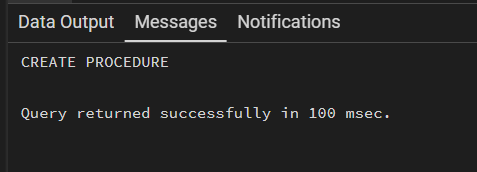 Data Output Messages Notifications
CREATE PROCEDURE
Query returned successfully in 100 msec.